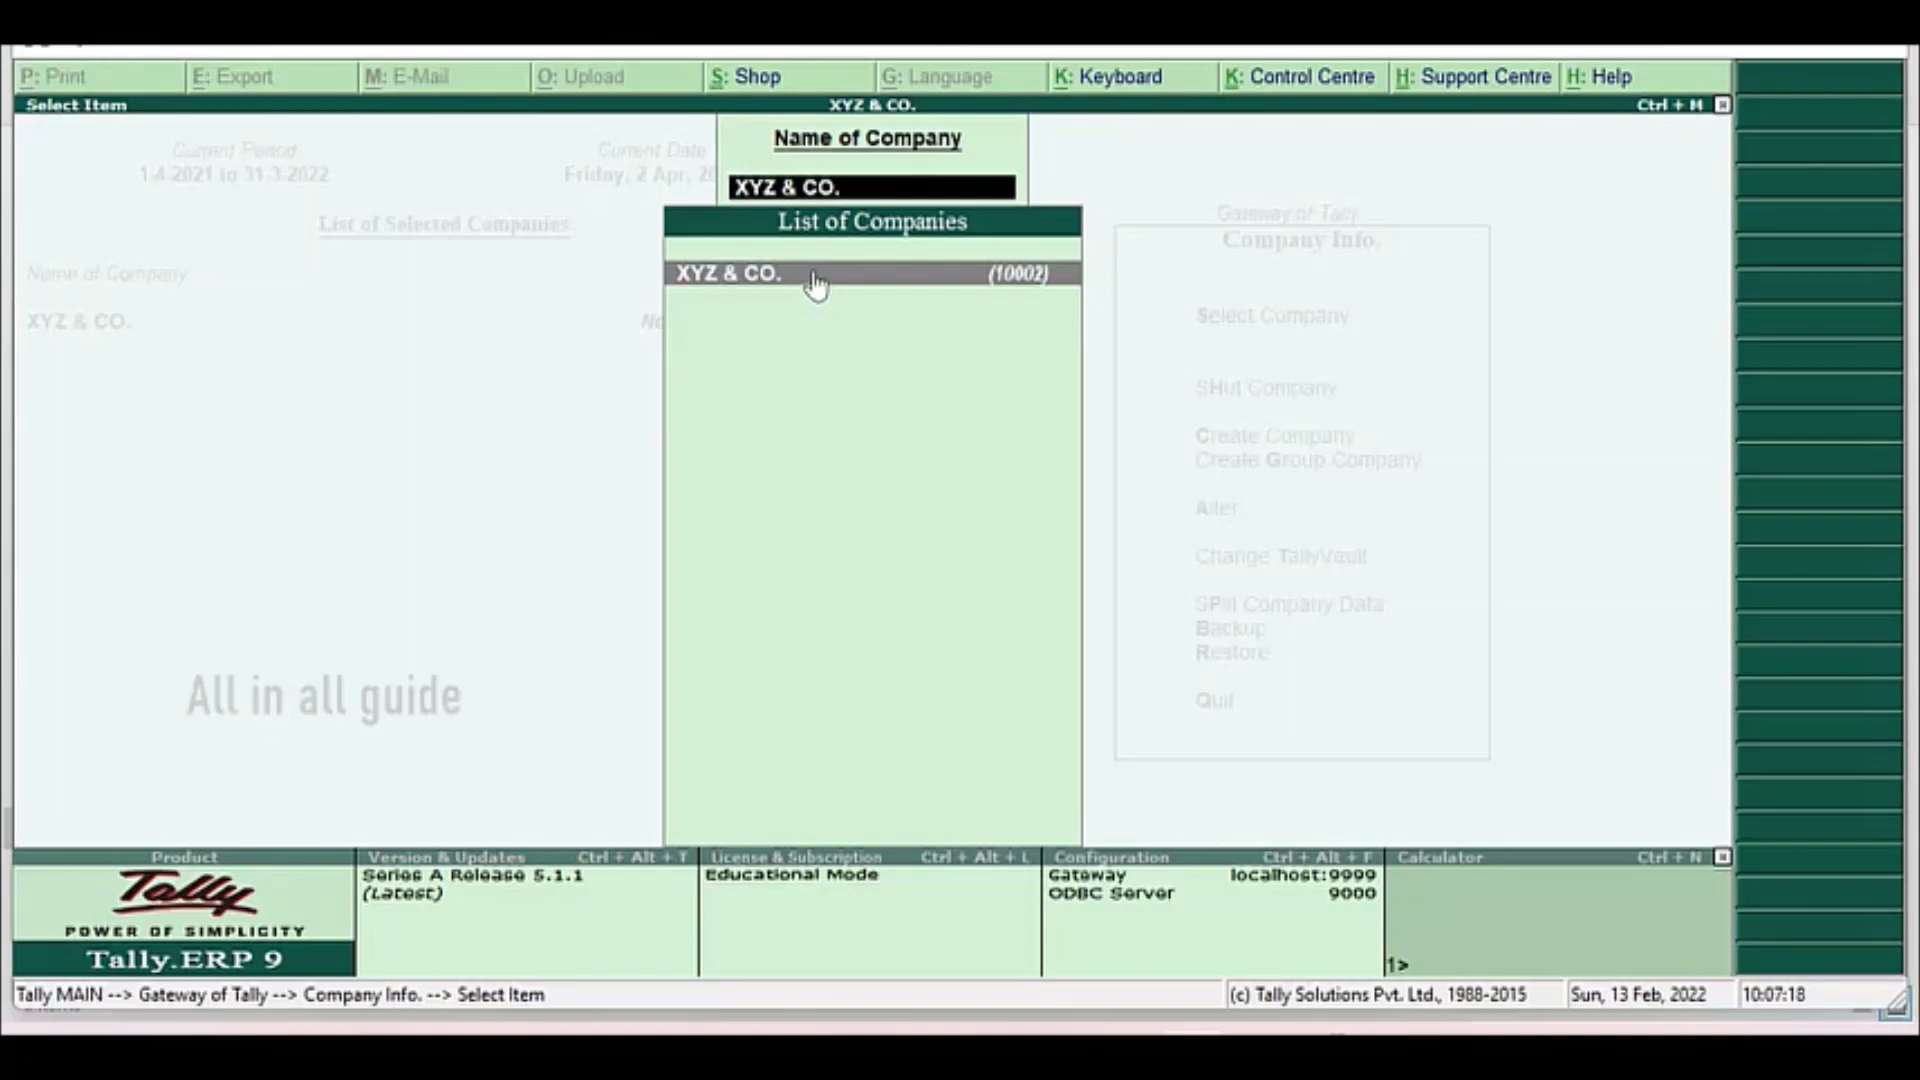 P: Print E: Export M: E-Mail O: Upload S: Shop G: Language K: Keyboard K: Control Centre H: Support Centre H: Help
Select Item XYZ & CO. Ctrl + M
Name of Company
XYZ & CO.
List of Companies
XYZ & CO. (10002)
Current Period
1-4-2021 to 31-3-2022
Current Date
Friday, 2 Apr, 20
List of Selected Companies
Name of Company
XYZ & CO.
Gateway of Tally
Company Info.
Select Company
SHut Company
Create Company
Create Group Company
Alter
Change TallyVault
SPlit Company Data
Backup
Restore
Quit
All in all guide
Product
Tally
POWER OF SIMPLICITY
Tally.ERP 9
Version & Updates Ctrl + Alt + T
Series A Release 5.1.1
(Latest)
License & Subscription Ctrl + Alt + L
Educational Mode
Configuration Ctrl + Alt + F
Gateway localhost:9999
ODBC Server 9000
Calculator Ctrl + N
1>
Tally MAIN --> Gateway of Tally --> Company Info. --> Select Item (c) Tally Solutions Pvt. Ltd., 1988-2015 Sun, 13 Feb, 2022 10:07:18